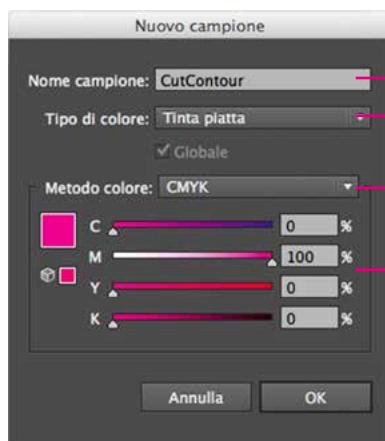 Nuovo campione
Nome campione: CutContour
Tipo di colore: Tinta piatta
Globale
Metodo colore: CMYK
C 0 %
M 100 %
Y 0 %
K 0 %
Annulla OK